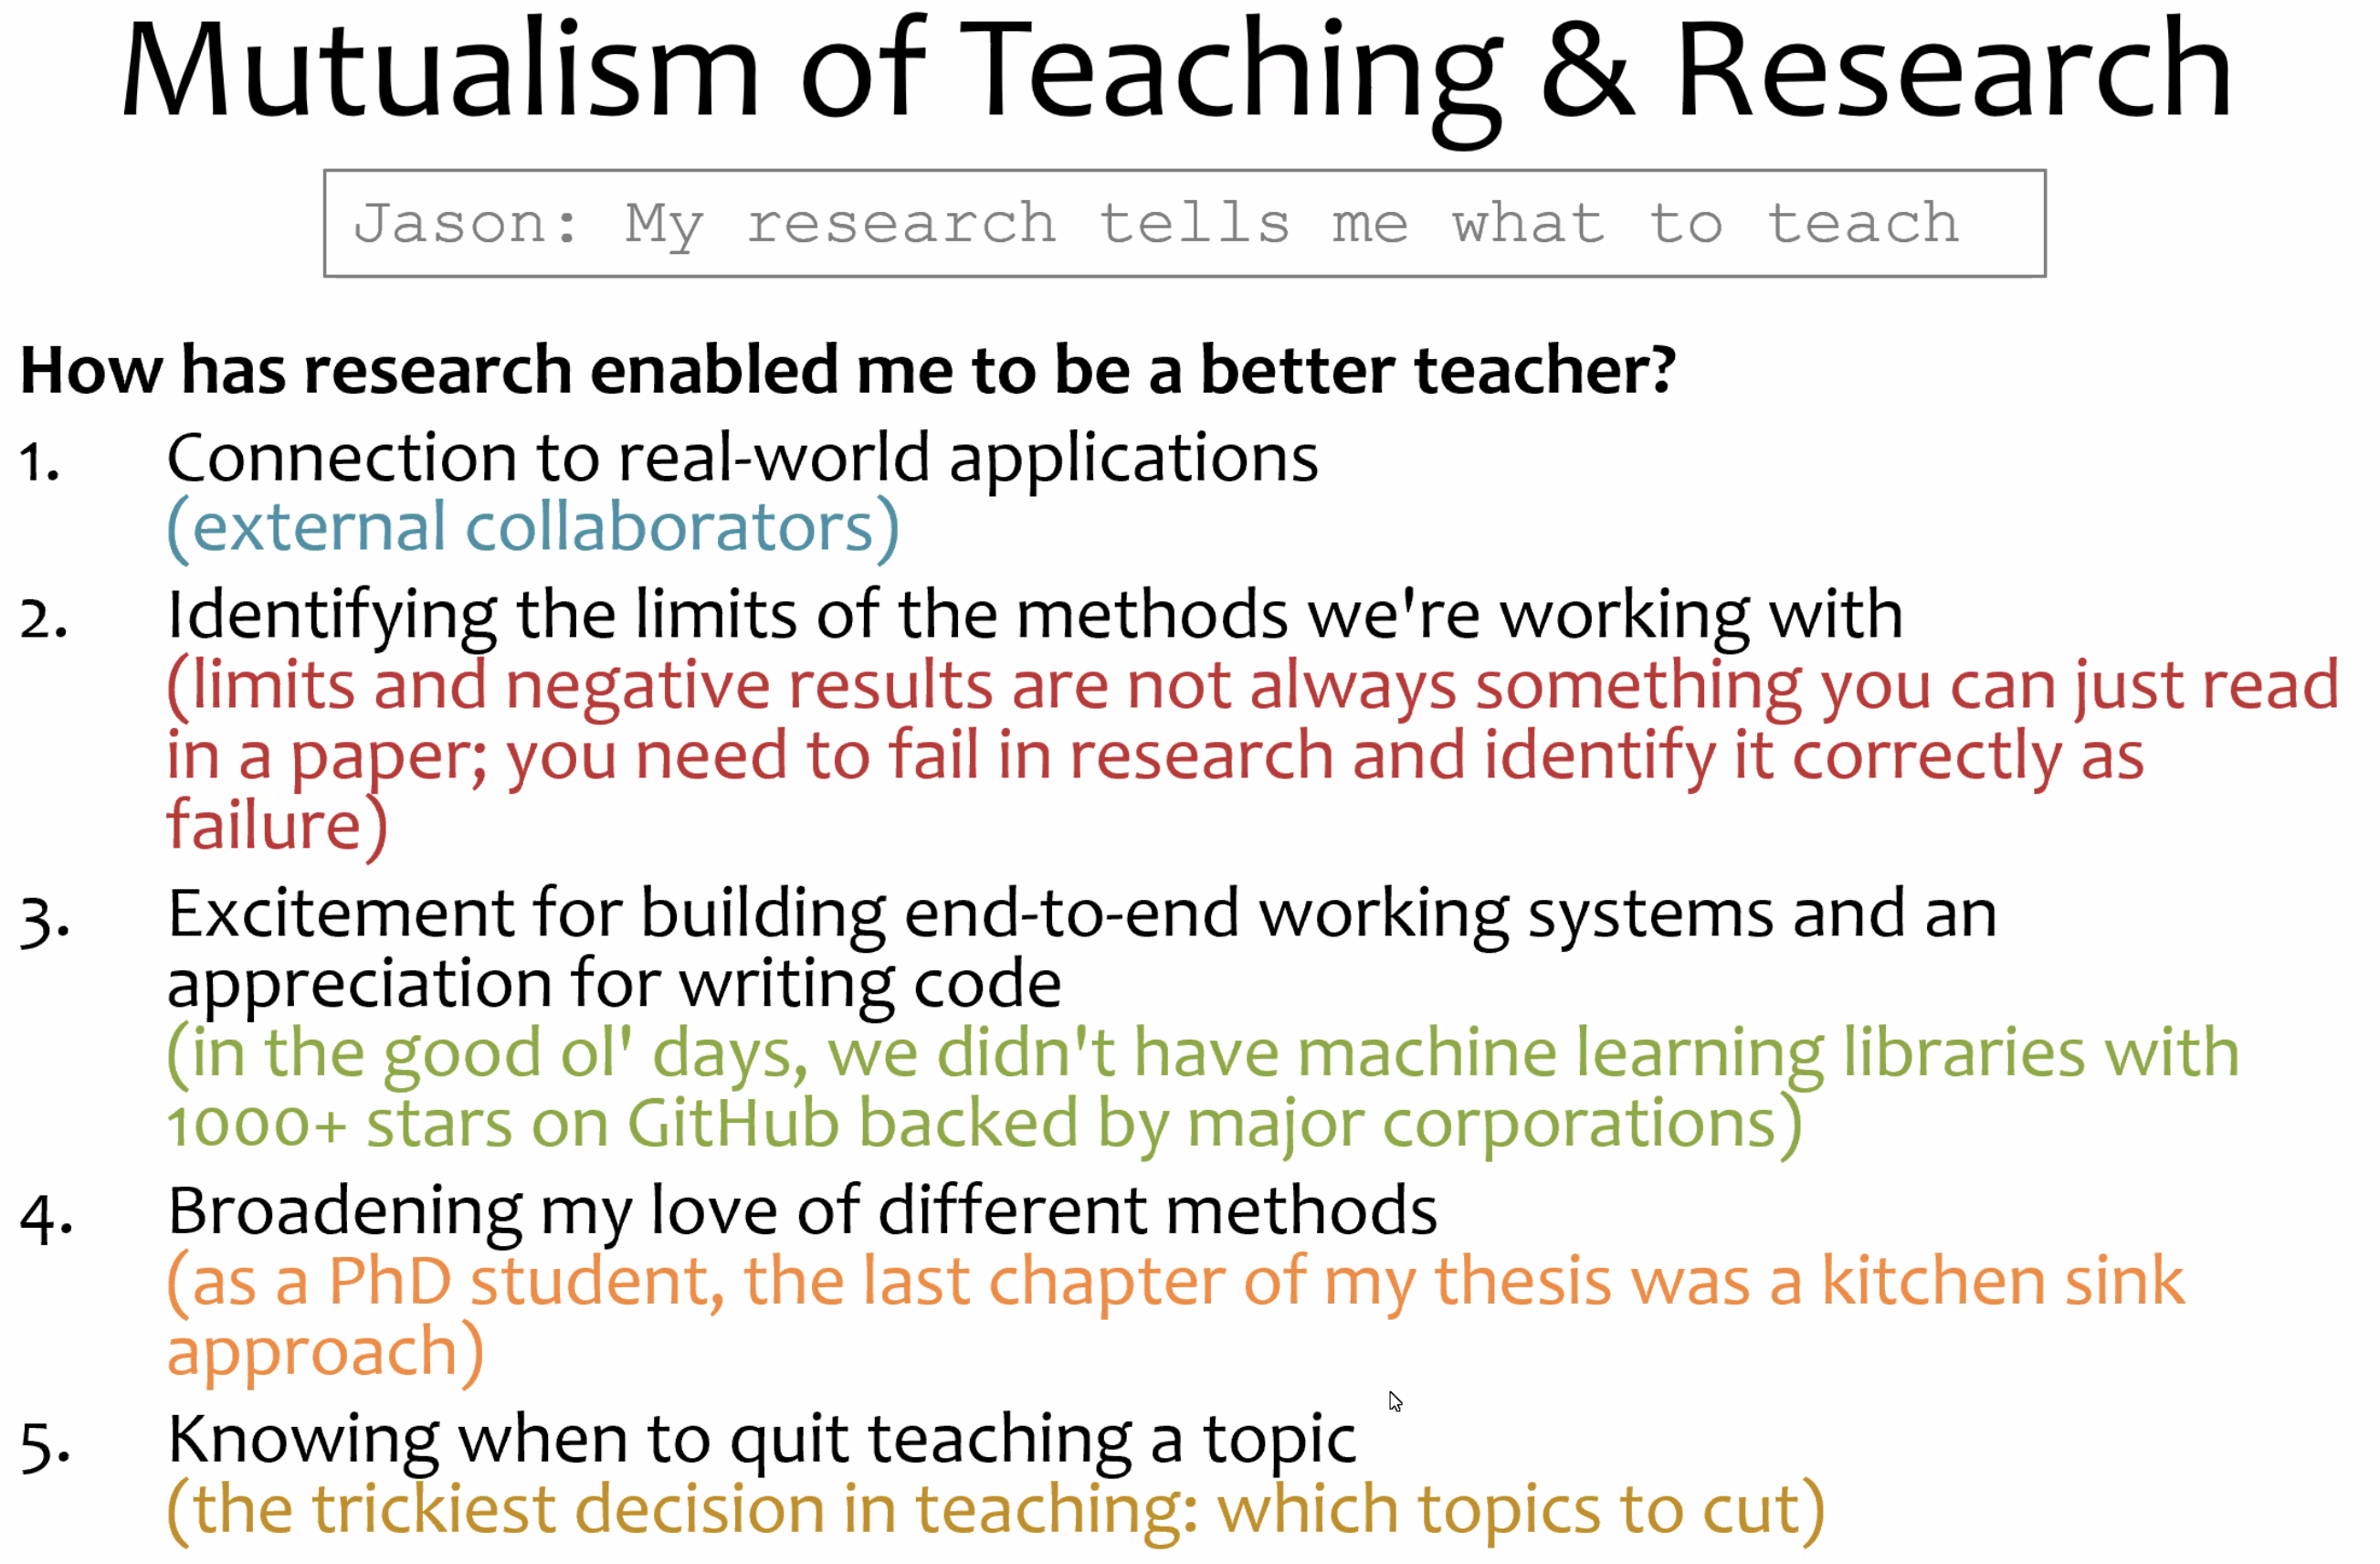 Mutualism of Teaching & Research
Jason: My research tells me what to teach
How has research enabled me to be a better teacher?
1. Connection to real-world applications
(external collaborators)
2. Identifying the limits of the methods we're working with
(limits and negative results are not always something you can just read
in a paper; you need to fail in research and identify it correctly as
failure)
3. Excitement for building end-to-end working systems and an
appreciation for writing code
(in the good ol' days, we didn't have machine learning libraries with
1000+ stars on GitHub backed by major corporations)
4. Broadening my love of different methods
(as a PhD student, the last chapter of my thesis was a kitchen sink
approach)
5. Knowing when to quit teaching a topic
(the trickiest decision in teaching: which topics to cut)